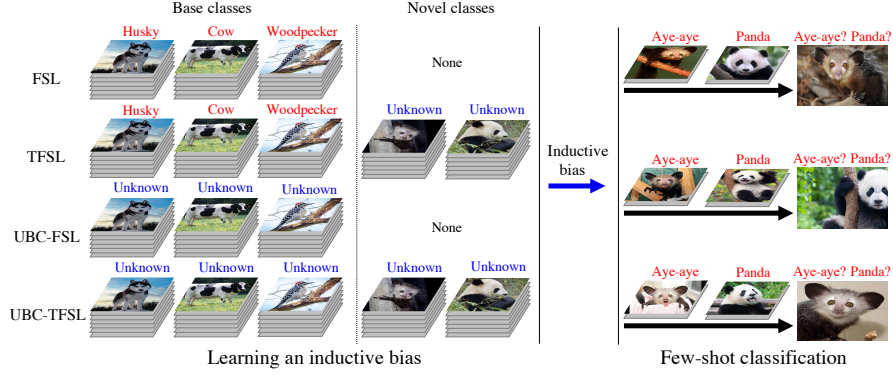 Base classes Novel classes
Husky Cow Woodpecker
FSL
None
Aye-aye Panda Aye-aye? Panda?
Husky Cow Woodpecker
TFSL
Unknown Unknown
Inductive
bias
Unknown Unknown Unknown
UBC-FSL
None
Aye-aye Panda Aye-aye? Panda?
Unknown Unknown Unknown Unknown Unknown
UBC-TFSL
Aye-aye Panda Aye-aye? Panda?
Learning an inductive bias Few-shot classification